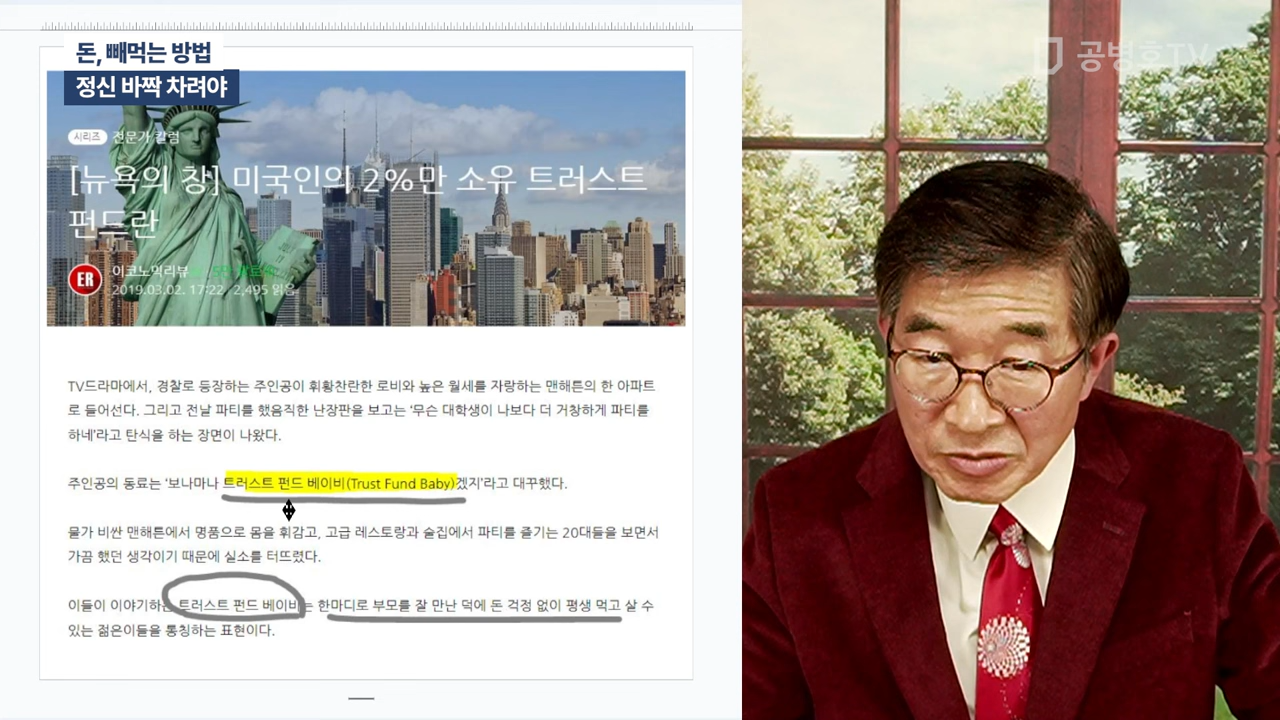 돈, 빼먹는 방법
정신 바짝 차려야
시리즈 전문가 칼럼
[뉴욕의 창] 미국인의 2%만 소유 트러스트
펀드란
ER 이코노믹리뷰
2019.03.02. 17:22 2,495 읽음
TV드라마에서, 경찰로 등장하는 주인공이 휘황찬란한 로비와 높은 월세를 자랑하는 맨해튼의 한 아파트
로 들어선다. 그리고 전날 파티를 했음직한 난장판을 보고는 '무슨 대학생이 나보다 더 거창하게 파티를
하네'라고 탄식을 하는 장면이 나왔다.
주인공의 동료는 '보나마나 트러스트 펀드 베이비(Trust Fund Baby)겠지'라고 대꾸했다.
물가 비싼 맨해튼에서 명품으로 몸을 휘감고, 고급 레스토랑과 술집에서 파티를 즐기는 20대들을 보면서
가끔 했던 생각이기 때문에 실소를 터뜨렸다.
이들이 이야기하는 트러스트 펀드 베이비는 한마디로 부모를 잘 만난 덕에 돈 걱정 없이 평생 먹고 살 수
있는 젊은이들을 통칭하는 표현이다.
공병호TV